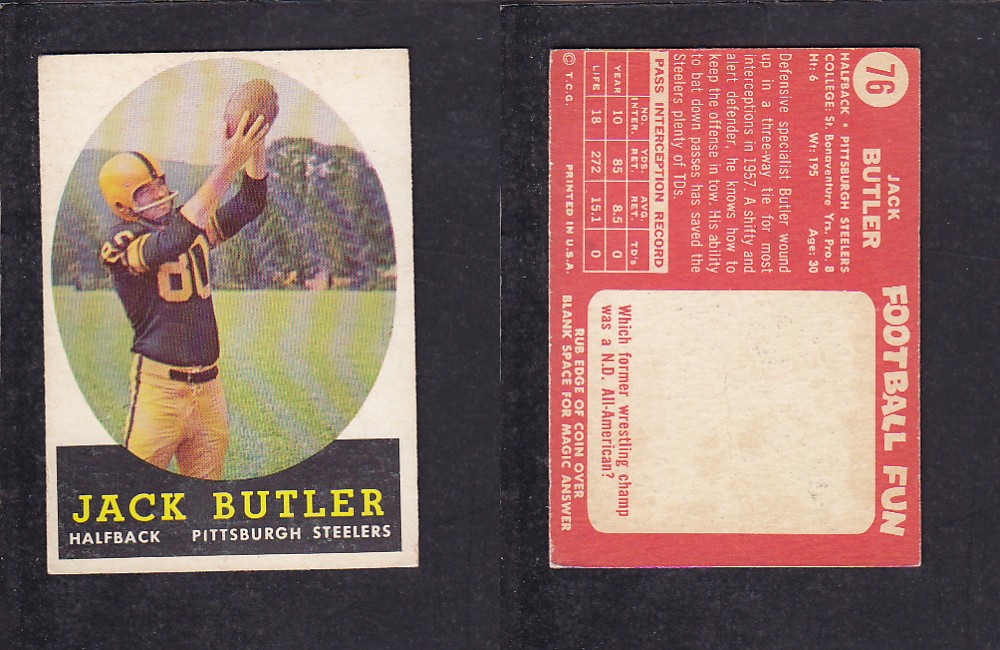 80
80
JACK BUTLER
HALFBACK PITTSBURGH STEELERS
76
JACK
BUTLER
HALFBACK • PITTSBURGH STEELERS
COLLEGE: St. Bonaventure Yrs. Pro. 8
Ht: 6 Wt: 195 Age: 30
Defensive specialist Butler wound
up in a three-way tie for most
interceptions in 1957. A shifty and
alert defender, he knows how to
keep the offense in tow. His ability
to bat down passes has saved the
Steelers plenty of TDs.
PASS INTERCEPTION RECORD
NO. INTER. YDS. RET. AVG. RET. TD's
YEAR 10 85 8.5 0
LIFE 18 272 15.1 0
© T.C.G. PRINTED IN U.S.A.
FOOTBALL FUN
Which former wrestling champ
was a N.D. All-American?
RUB EDGE OF COIN OVER
BLANK SPACE FOR MAGIC ANSWER